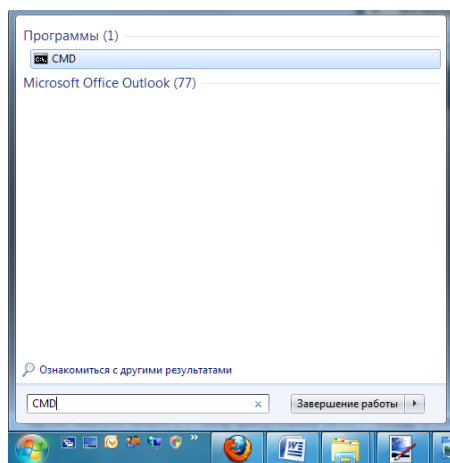 Программы (1)
CMD
Microsoft Office Outlook (77)
Ознакомиться с другими результатами
CMD
Завершение работы